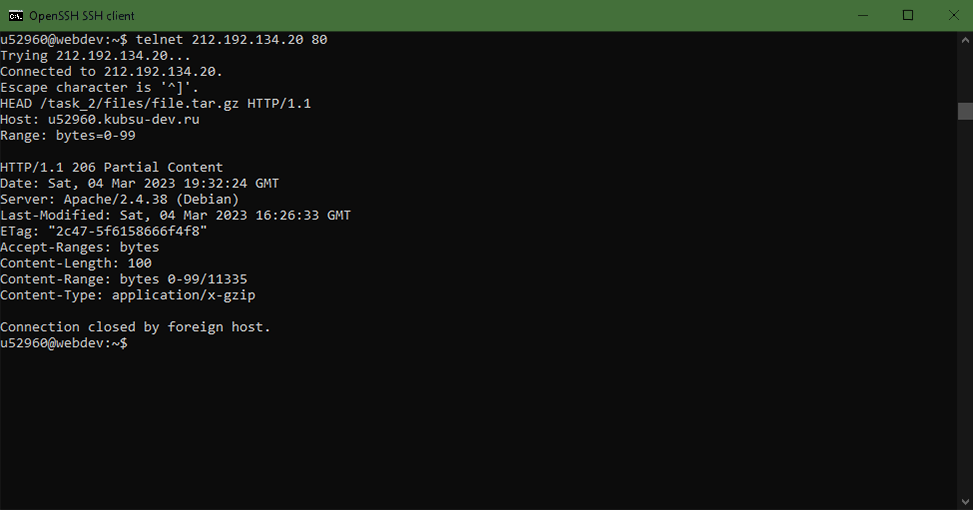 OpenSSH SSH client
u52960@webdev:~$ telnet 212.192.134.20 80
Trying 212.192.134.20...
Connected to 212.192.134.20.
Escape character is '^]'.
HEAD /task_2/files/file.tar.gz HTTP/1.1
Host: u52960.kubsu-dev.ru
Range: bytes=0-99

HTTP/1.1 206 Partial Content
Date: Sat, 04 Mar 2023 19:32:24 GMT
Server: Apache/2.4.38 (Debian)
Last-Modified: Sat, 04 Mar 2023 16:26:33 GMT
ETag: "2c47-5f6158666f4f8"
Accept-Ranges: bytes
Content-Length: 100
Content-Range: bytes 0-99/11335
Content-Type: application/x-gzip

Connection closed by foreign host.
u52960@webdev:~$